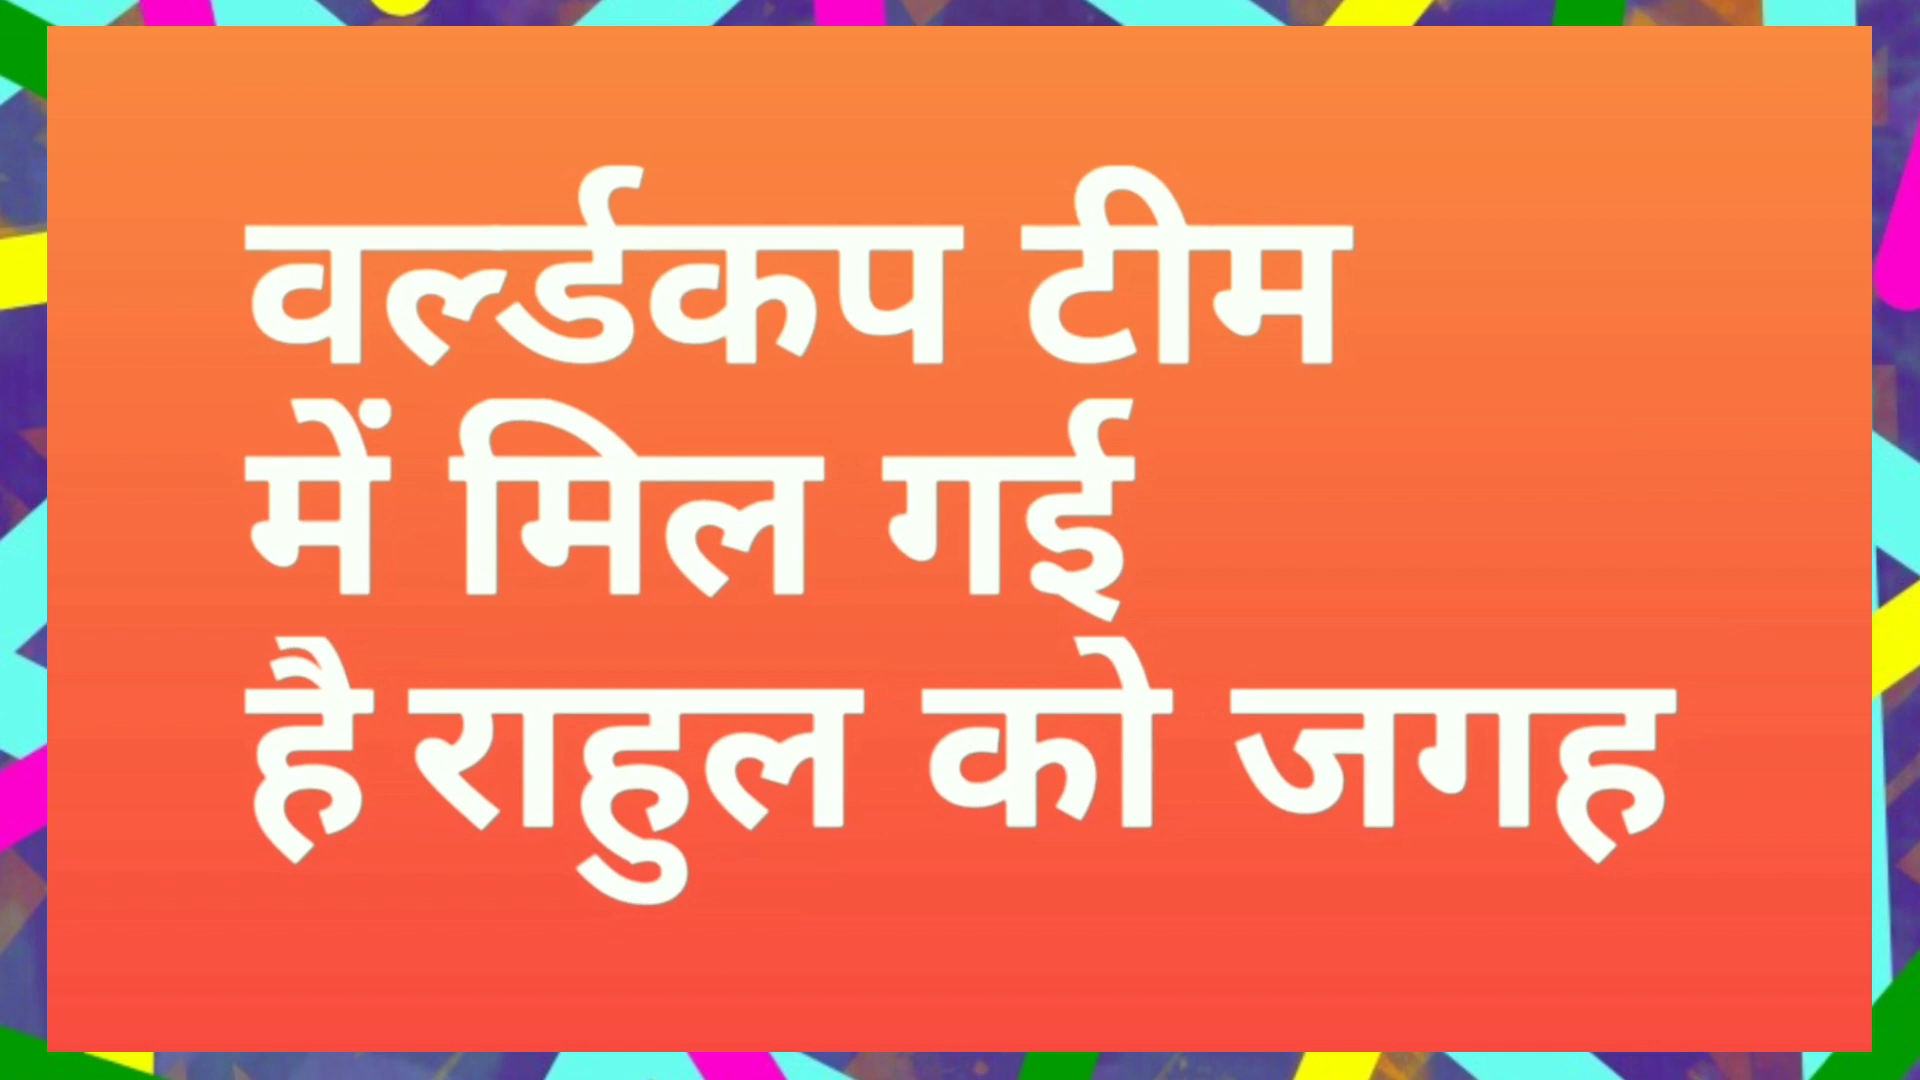 वर्ल्डकप टीम
में मिल गई
है राहुल को जगह